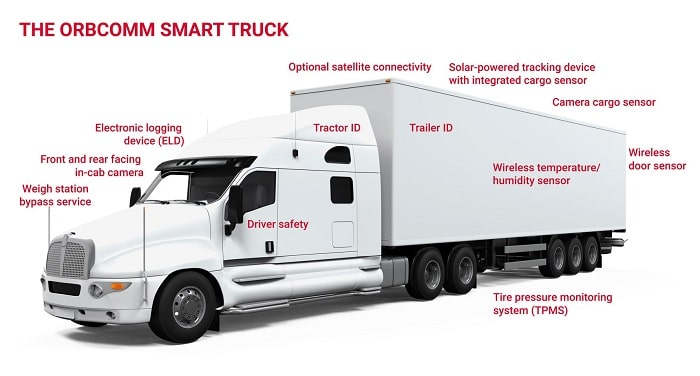 THE ORBCOMM SMART TRUCK
Optional satellite connectivity
Solar-powered tracking device
with integrated cargo sensor
Camera cargo sensor
Electronic logging
device (ELD)
Tractor ID
Trailer ID
Front and rear facing
in-cab camera
Wireless
door sensor
Wireless temperature/
humidity sensor
Weigh station
bypass service
Driver safety
Tire pressure monitoring
system (TPMS)